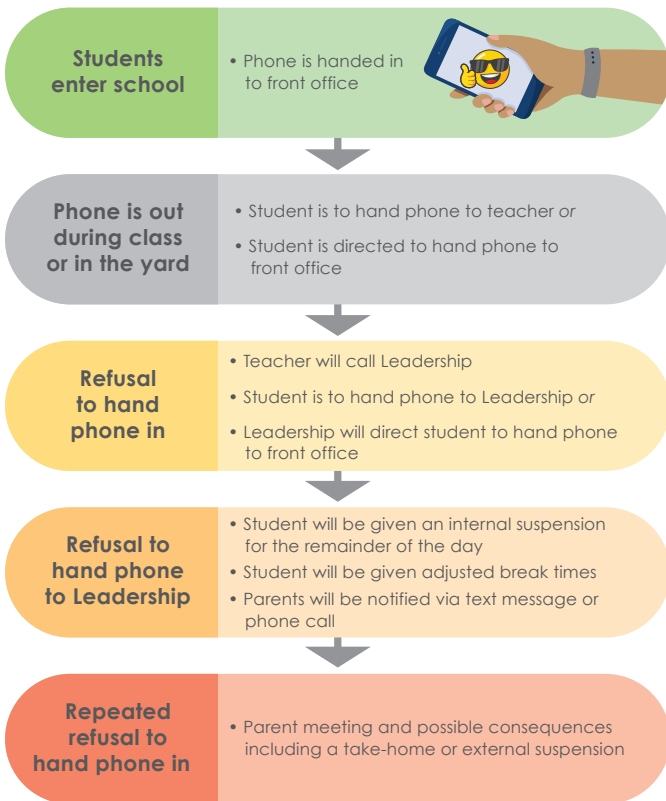 Students
enter school
• Phone is handed in
to front office
Phone is out
during class
or in the yard
• Student is to hand phone to teacher or
• Student is directed to hand phone to
front office
Refusal
to hand
phone in
• Teacher will call Leadership
• Student is to hand phone to Leadership or
• Leadership will direct student to hand phone
to front office
Refusal to
hand phone
to Leadership
• Student will be given an internal suspension
for the remainder of the day
• Student will be given adjusted break times
• Parents will be notified via text message or
phone call
Repeated
refusal to
hand phone in
• Parent meeting and possible consequences
including a take-home or external suspension